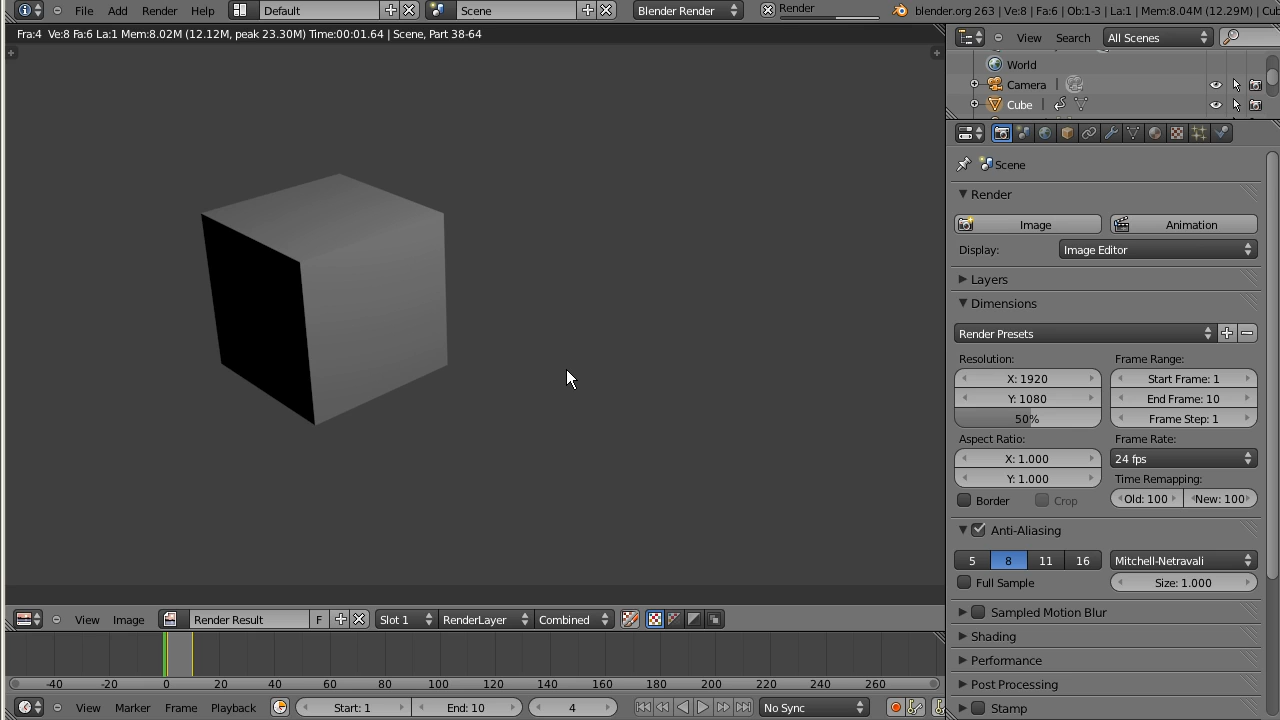 File Add Render Help Default Scene Blender Render Render blender.org 263 | Ve:8 | Fa:6 | Ob:1-3 | La:1 | Mem:8.04M (12.29M) | Cub
Fra:4 Ve:8 Fa:6 La:1 Mem:8.02M (12.12M, peak 23.30M) Time:00:01.64 | Scene, Part 38-64
View Search All Scenes
World
Camera
Cube
Scene
Render
Image Animation
Display: Image Editor
Layers
Dimensions
Render Presets
Resolution: Frame Range:
X: 1920 Start Frame: 1
Y: 1080 End Frame: 10
50% Frame Step: 1
Aspect Ratio: Frame Rate:
X: 1.000 24 fps
Y: 1.000 Time Remapping:
Border Crop Old: 100 New: 100
Anti-Aliasing
5 8 11 16 Mitchell-Netravali
Full Sample Size: 1.000
Sampled Motion Blur
Shading
Performance
Post Processing
Stamp
View Image Render Result F Slot 1 RenderLayer Combined
-40 -20 0 20 40 60 80 100 120 140 160 180 200 220 240 260
View Marker Frame Playback Start: 1 End: 10 4 No Sync